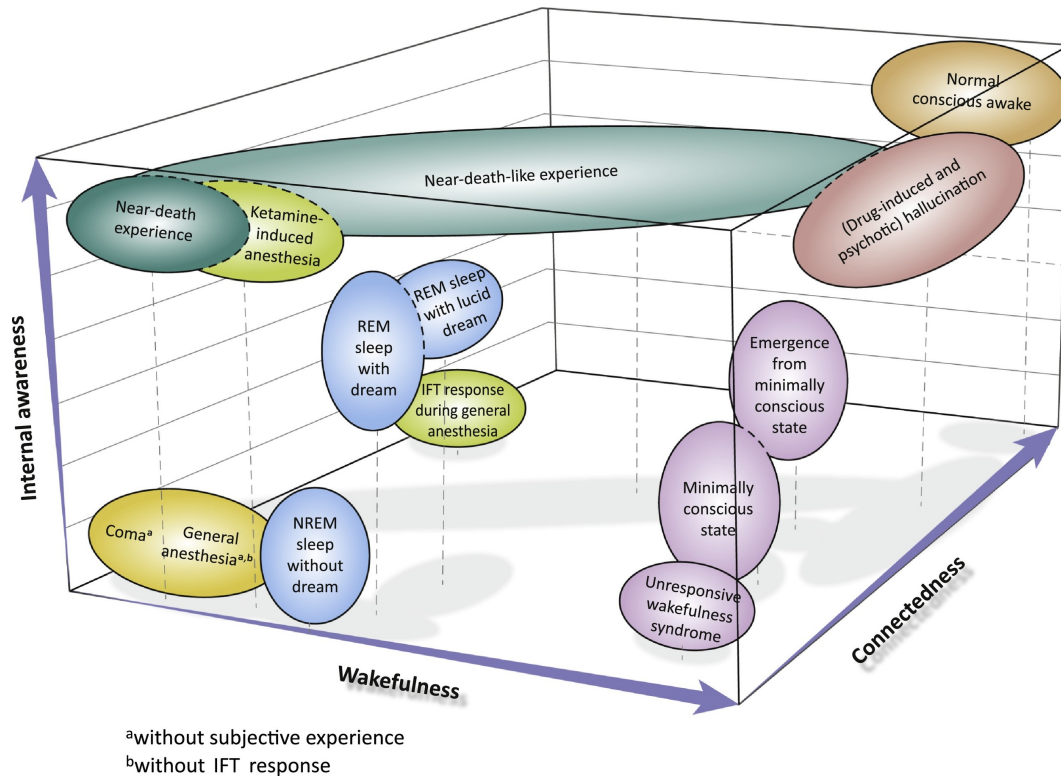 Normal
conscious awake
Near-death-like experience
(Drug-induced and
psychotic) hallucination
Near-death
experience
Ketamine-
induced
anesthesia
REM sleep
with lucid
dream
REM
sleep
with
dream
Emergence
from
minimally
conscious
state
IFT response
during general
anesthesia
Internal awareness
Minimally
conscious
state
Comaᵃ
General
anesthesiaᵃ,ᵇ
NREM
sleep
without
dream
Unresponsive
wakefulness
syndrome
Connectedness
Wakefulness
ᵃwithout subjective experience
ᵇwithout IFT response